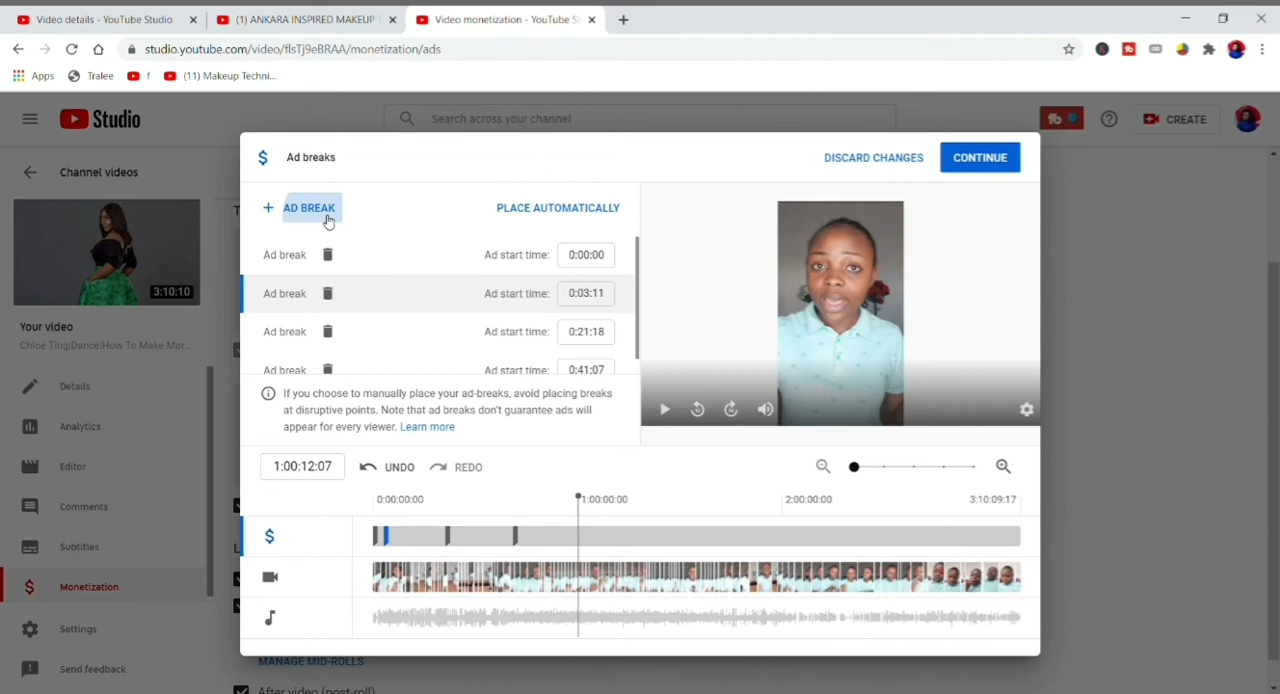 Video details - YouTube Studio
(1) ANKARA INSPIRED MAKEUP T
Video monetization - YouTube St
studio.youtube.com/video/flsTj9eBRAA/monetization/ads
Apps
Tralee
f
(11) Makeup Techni...
Studio
Search across your channel
CREATE
Channel videos
3:10:10
Your video
Chloe Ting|Dance|How To Make Mor...
Details
Analytics
Editor
Comments
Subtitles
Monetization
Settings
Send feedback
Ad breaks
DISCARD CHANGES
CONTINUE
+ AD BREAK
PLACE AUTOMATICALLY
Ad break Ad start time: 0:00:00
Ad break Ad start time: 0:03:11
Ad break Ad start time: 0:21:18
Ad break Ad start time: 0:41:07
If you choose to manually place your ad-breaks, avoid placing breaks
at disruptive points. Note that ad breaks don't guarantee ads will
appear for every viewer. Learn more
1:00:12:07 UNDO REDO
0:00:00:00 1:00:00:00 2:00:00:00 3:10:09:17
MANAGE MID-ROLLS
After video (post-roll)